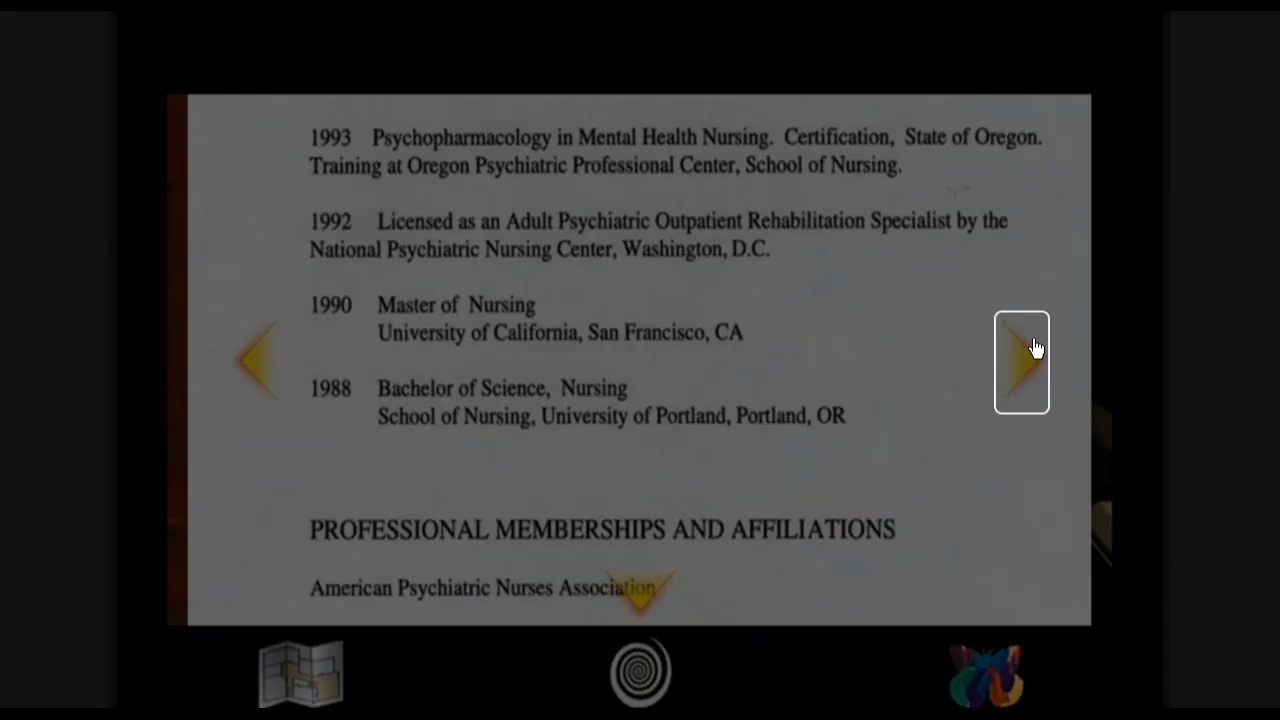 1993 Psychopharmacology in Mental Health Nursing. Certification, State of Oregon.
Training at Oregon Psychiatric Professional Center, School of Nursing.
1992 Licensed as an Adult Psychiatric Outpatient Rehabilitation Specialist by the
National Psychiatric Nursing Center, Washington, D.C.
1990 Master of Nursing
University of California, San Francisco, CA
1988 Bachelor of Science, Nursing
School of Nursing, University of Portland, Portland, OR
PROFESSIONAL MEMBERSHIPS AND AFFILIATIONS
American Psychiatric Nurses Association